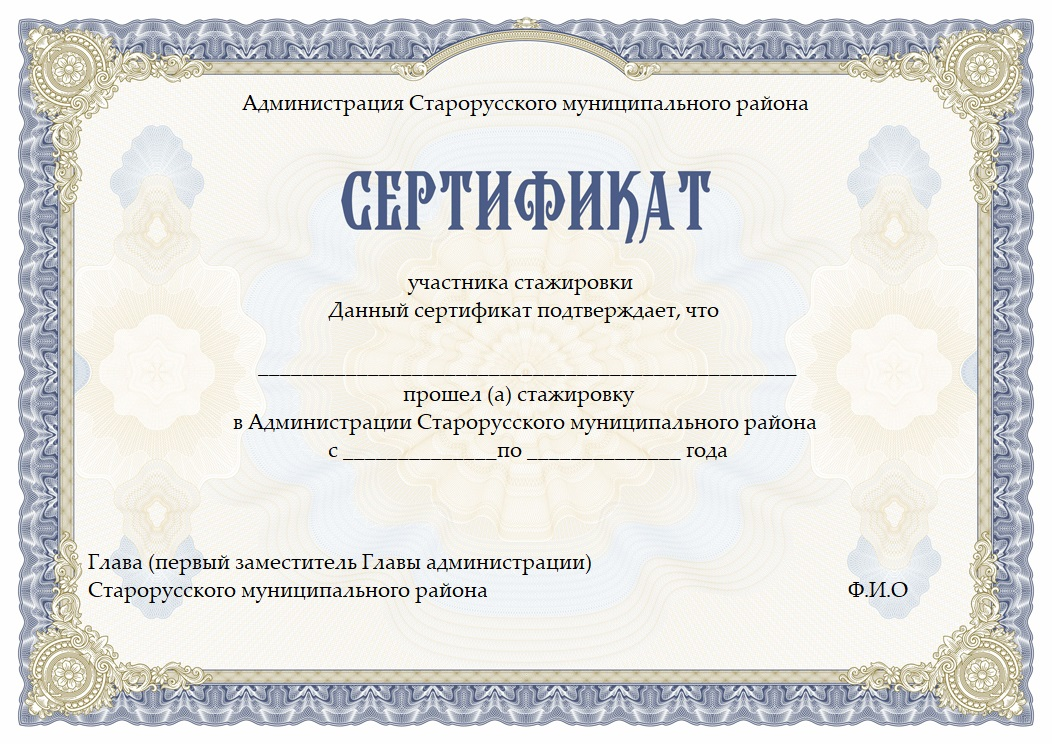 Администрация Старорусского муниципального района
СЕРТИФИКАТ
участника стажировки
Данный сертификат подтверждает, что
_________________________________________________
прошел (а) стажировку
в Администрации Старорусского муниципального района
с ______________по ______________ года
Глава (первый заместитель Главы администрации)
Старорусского муниципального района Ф.И.О